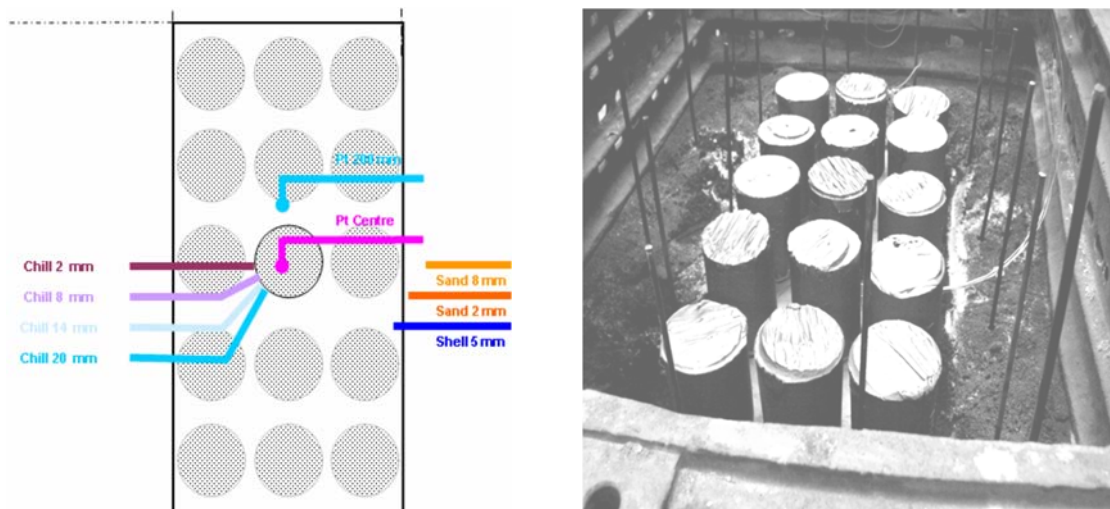 Pt 200 mm
Pt Centre
Chill 2 mm
Chill 8 mm
Chill 14 mm
Chill 20 mm
Sand 8 mm
Sand 2 mm
Shell 5 mm